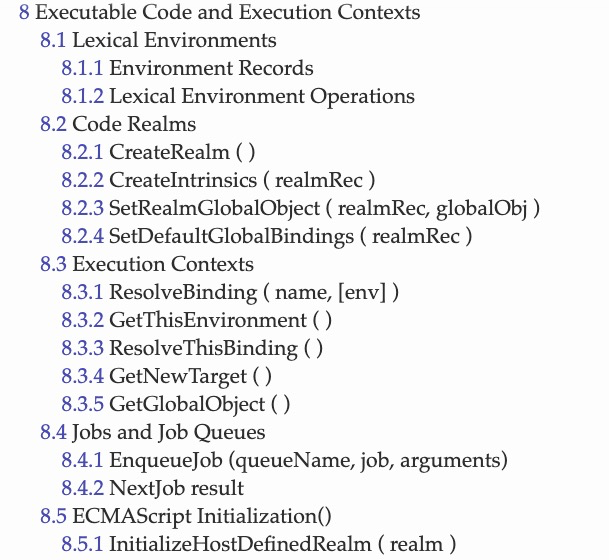 8 Executable Code and Execution Contexts
8.1 Lexical Environments
8.1.1 Environment Records
8.1.2 Lexical Environment Operations
8.2 Code Realms
8.2.1 CreateRealm ( )
8.2.2 CreateIntrinsics ( realmRec )
8.2.3 SetRealmGlobalObject ( realmRec, globalObj )
8.2.4 SetDefaultGlobalBindings ( realmRec )
8.3 Execution Contexts
8.3.1 ResolveBinding ( name, [env] )
8.3.2 GetThisEnvironment ( )
8.3.3 ResolveThisBinding ( )
8.3.4 GetNewTarget ( )
8.3.5 GetGlobalObject ( )
8.4 Jobs and Job Queues
8.4.1 EnqueueJob (queueName, job, arguments)
8.4.2 NextJob result
8.5 ECMAScript Initialization()
8.5.1 InitializeHostDefinedRealm ( realm )